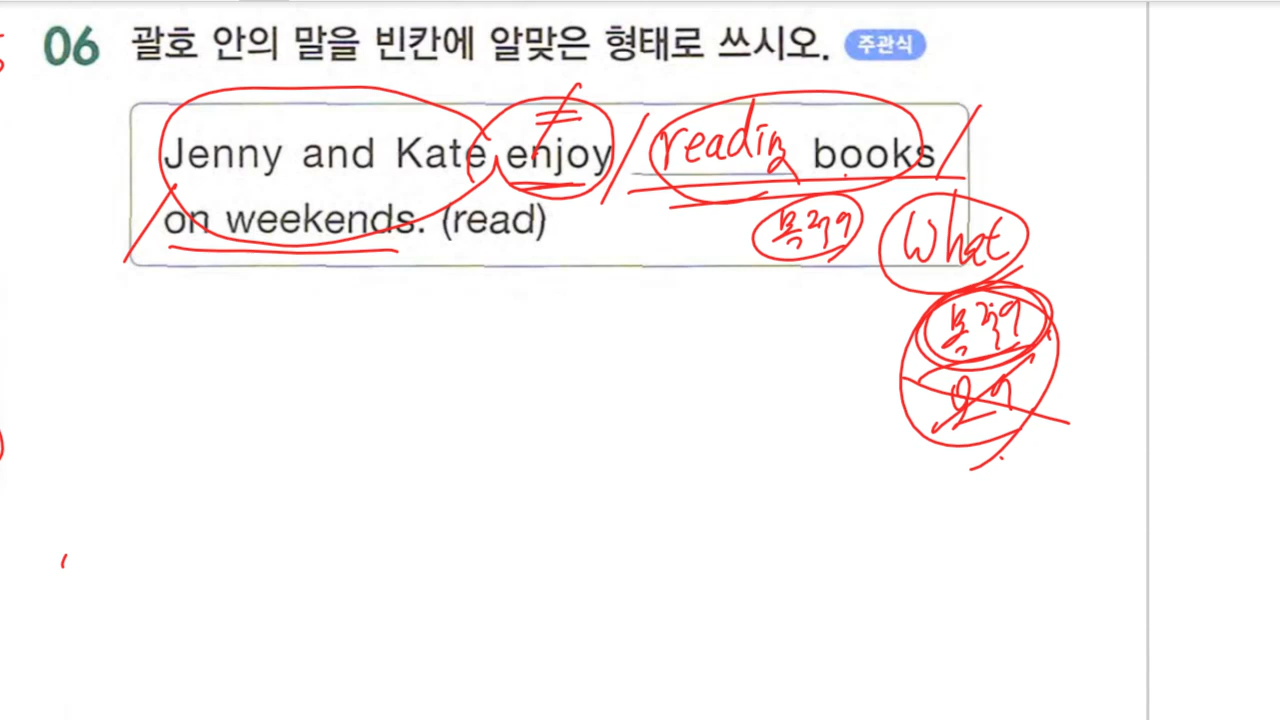 06 괄호 안의 말을 빈칸에 알맞은 형태로 쓰시오. 주관식
Jenny and Kate enjoy reading books
on weekends. (read)
목적어
What
목적어